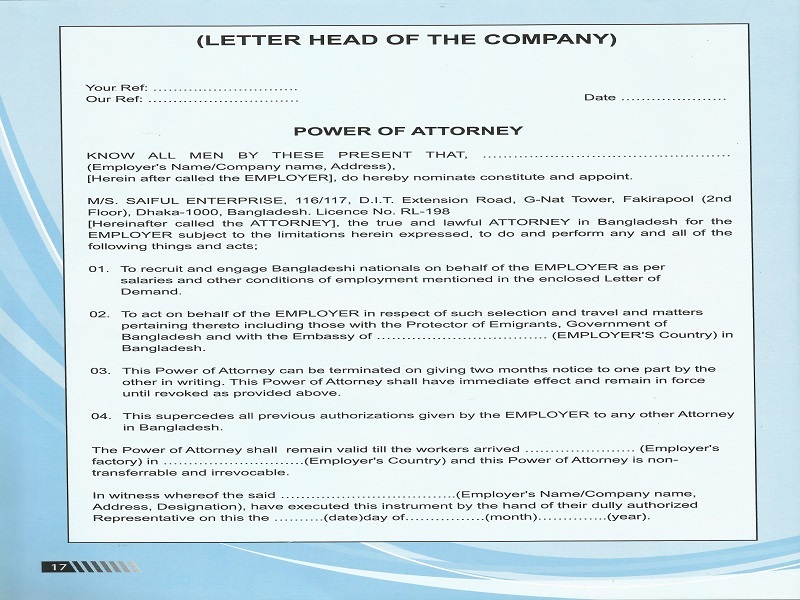 (LETTER HEAD OF THE COMPANY)
Your Ref: ............................
Our Ref: .............................
Date .....................
POWER OF ATTORNEY
KNOW ALL MEN BY THESE PRESENT THAT, ................................................
(Employer's Name/Company name, Address),
[Herein after called the EMPLOYER], do hereby nominate constitute and appoint.
M/S. SAIFUL ENTERPRISE, 116/117, D.I.T. Extension Road, G-Nat Tower, Fakirapool (2nd
Floor), Dhaka-1000, Bangladesh. Licence No. RL-198
[Hereinafter called the ATTORNEY], the true and lawful ATTORNEY in Bangladesh for the
EMPLOYER subject to the limitations herein expressed, to do and perform any and all of the
following things and acts;
01. To recruit and engage Bangladeshi nationals on behalf of the EMPLOYER as per
salaries and other conditions of employment mentioned in the enclosed Letter of
Demand.
02. To act on behalf of the EMPLOYER in respect of such selection and travel and matters
pertaining thereto including those with the Protector of Emigrants, Government of
Bangladesh and with the Embassy of ................................. (EMPLOYER'S Country) in
Bangladesh.
03. This Power of Attorney can be terminated on giving two months notice to one part by the
other in writing. This Power of Attorney shall have immediate effect and remain in force
until revoked as provided above.
04. This supercedes all previous authorizations given by the EMPLOYER to any other Attorney
in Bangladesh.
The Power of Attorney shall remain valid till the workers arrived ..................... (Employer's
factory) in ...........................(Employer's Country) and this Power of Attorney is non-
transferrable and irrevocable.
In witness whereof the said ..................................(Employer's Name/Company name,
Address, Designation), have executed this instrument by the hand of their dully authorized
Representative on this the ..........(date)day of...............(month).............(year).
17